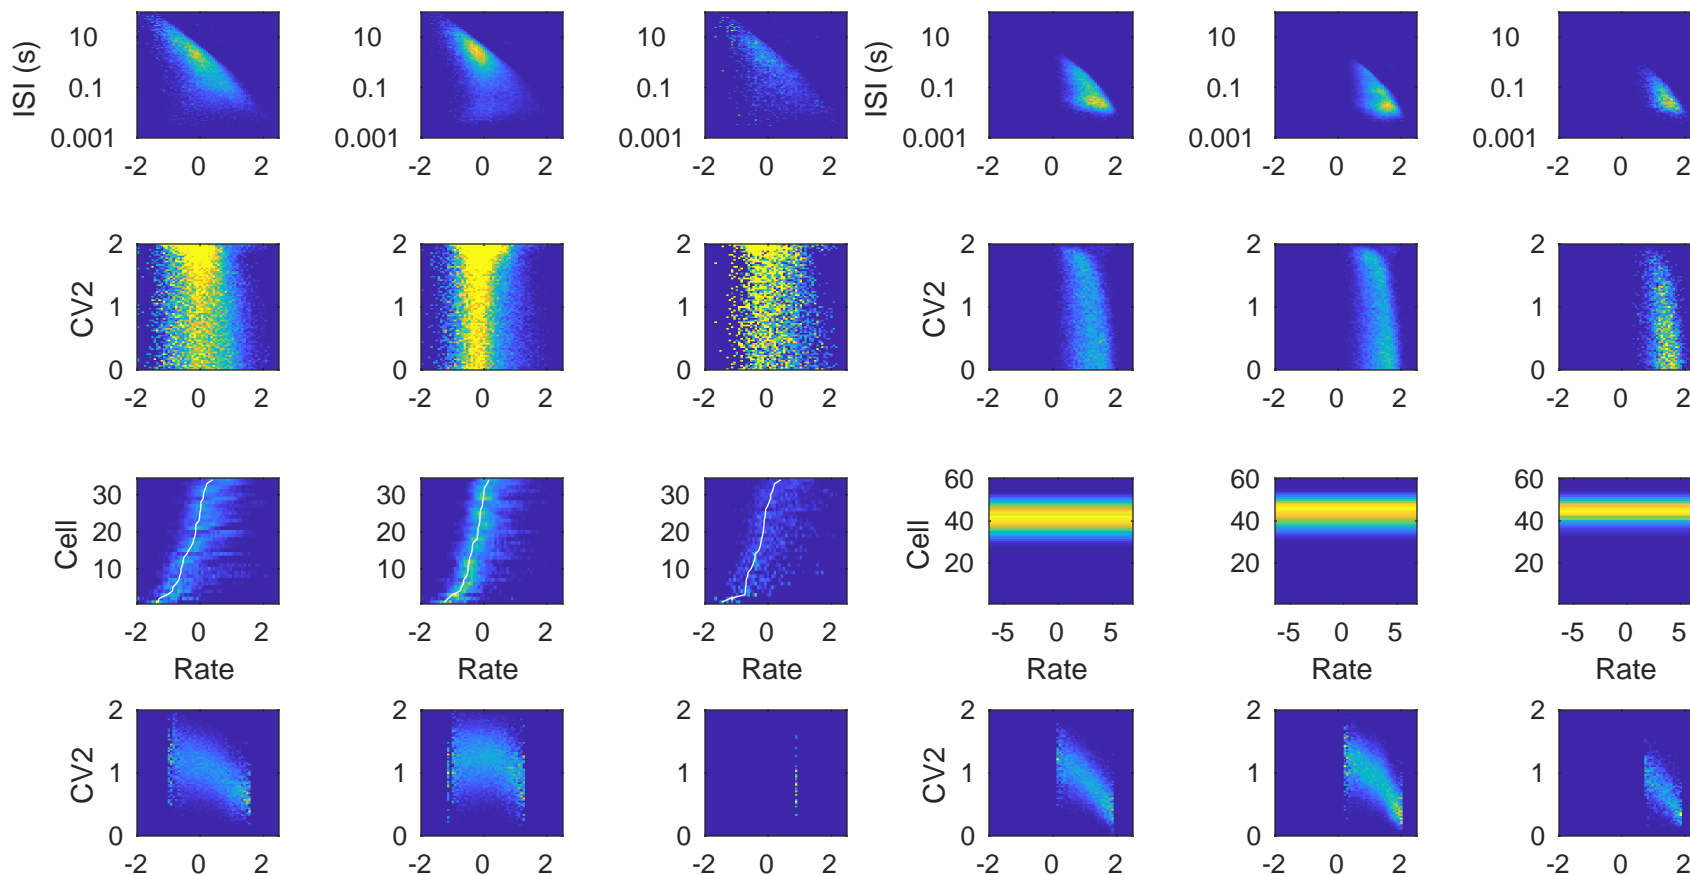 ISI (s) 10 0.1 0.001 10 0.1 0.001 10 0.1 0.001 ISI (s) 10 0.1 0.001 10 0.1 0.001 10 0.1 0.001
-2 0 2 -2 0 2 -2 0 2 -2 0 2 -2 0 2 -2 0 2
CV2 2 1 0 2 1 0 2 1 0 CV2 2 1 0 2 1 0 2 1 0
-2 0 2 -2 0 2 -2 0 2 -2 0 2 -2 0 2 -2 0 2
Cell 30 20 10 30 20 10 30 20 10 Cell 60 40 20 60 40 20 60 40 20
-2 0 2 -2 0 2 -2 0 2 -5 0 5 -5 0 5 -5 0 5
Rate Rate Rate Rate Rate Rate
CV2 2 1 0 2 1 0 2 1 0 CV2 2 1 0 2 1 0 2 1 0
-2 0 2 -2 0 2 -2 0 2 -2 0 2 -2 0 2 -2 0 2